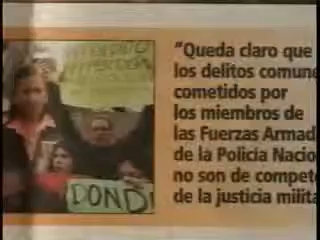 DOND
"Queda claro que
los delitos comune
cometidos por
los miembros de
las Fuerzas Armad
de la Policía Nacio
no son de compet
de la justicia milita